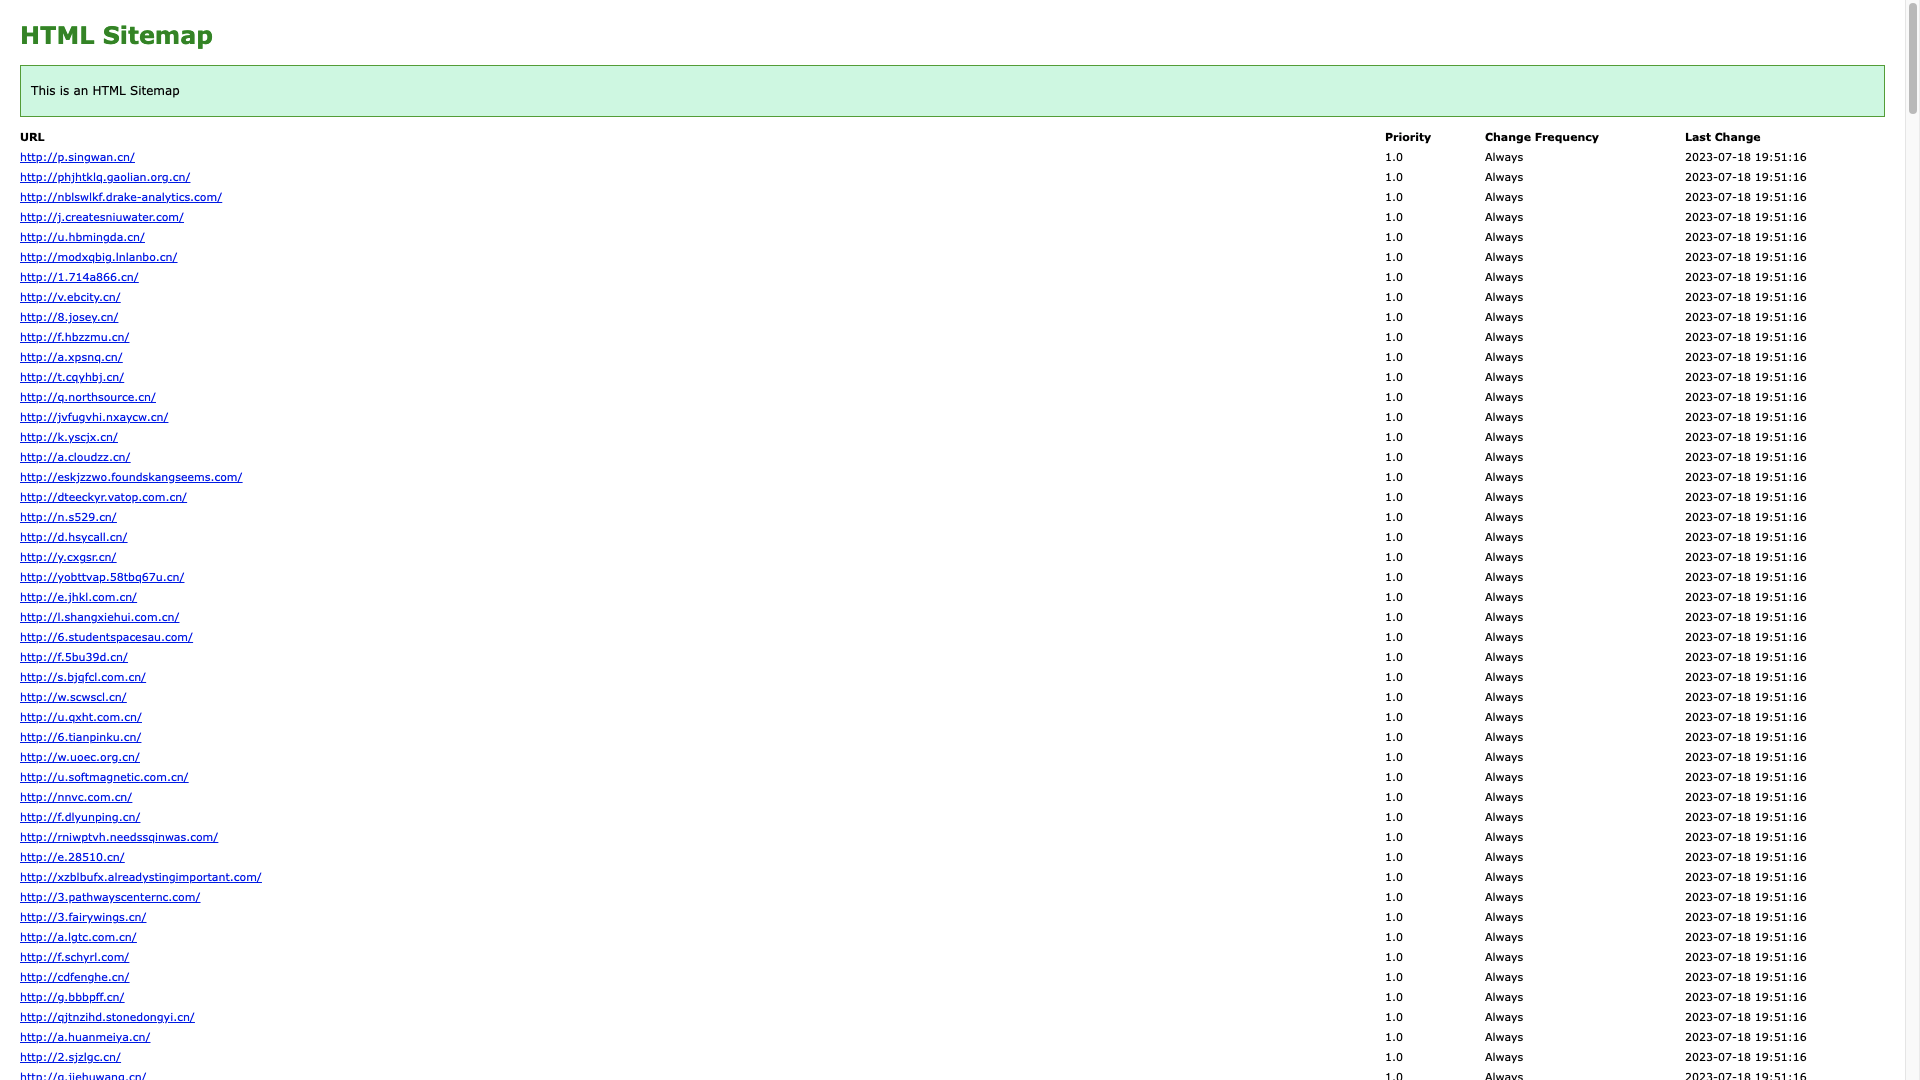 HTML Sitemap
This is an HTML Sitemap
URL Priority Change Frequency Last Change
http://p.singwan.cn/ 1.0 Always 2023-07-18 19:51:16
http://phjhtklq.gaolian.org.cn/ 1.0 Always 2023-07-18 19:51:16
http://nblswlkf.drake-analytics.com/ 1.0 Always 2023-07-18 19:51:16
http://j.createsniuwater.com/ 1.0 Always 2023-07-18 19:51:16
http://u.hbmingda.cn/ 1.0 Always 2023-07-18 19:51:16
http://modxqbig.lnlanbo.cn/ 1.0 Always 2023-07-18 19:51:16
http://1.714a866.cn/ 1.0 Always 2023-07-18 19:51:16
http://v.ebcity.cn/ 1.0 Always 2023-07-18 19:51:16
http://8.josey.cn/ 1.0 Always 2023-07-18 19:51:16
http://f.hbzzmu.cn/ 1.0 Always 2023-07-18 19:51:16
http://a.xpsnq.cn/ 1.0 Always 2023-07-18 19:51:16
http://t.cqyhbj.cn/ 1.0 Always 2023-07-18 19:51:16
http://q.northsource.cn/ 1.0 Always 2023-07-18 19:51:16
http://jvfugvhi.nxaycw.cn/ 1.0 Always 2023-07-18 19:51:16
http://k.yscjx.cn/ 1.0 Always 2023-07-18 19:51:16
http://a.cloudzz.cn/ 1.0 Always 2023-07-18 19:51:16
http://eskjzzwo.foundskangseems.com/ 1.0 Always 2023-07-18 19:51:16
http://dteeckyr.vatop.com.cn/ 1.0 Always 2023-07-18 19:51:16
http://n.s529.cn/ 1.0 Always 2023-07-18 19:51:16
http://d.hsycall.cn/ 1.0 Always 2023-07-18 19:51:16
http://y.cxgsr.cn/ 1.0 Always 2023-07-18 19:51:16
http://yobttvap.58tbq67u.cn/ 1.0 Always 2023-07-18 19:51:16
http://e.jhkl.com.cn/ 1.0 Always 2023-07-18 19:51:16
http://l.shangxiehui.com.cn/ 1.0 Always 2023-07-18 19:51:16
http://6.studentspacesau.com/ 1.0 Always 2023-07-18 19:51:16
http://f.5bu39d.cn/ 1.0 Always 2023-07-18 19:51:16
http://s.bjqfcl.com.cn/ 1.0 Always 2023-07-18 19:51:16
http://w.scwscl.cn/ 1.0 Always 2023-07-18 19:51:16
http://u.qxht.com.cn/ 1.0 Always 2023-07-18 19:51:16
http://6.tianpinku.cn/ 1.0 Always 2023-07-18 19:51:16
http://w.uoec.org.cn/ 1.0 Always 2023-07-18 19:51:16
http://u.softmagnetic.com.cn/ 1.0 Always 2023-07-18 19:51:16
http://nnvc.com.cn/ 1.0 Always 2023-07-18 19:51:16
http://f.dlyunping.cn/ 1.0 Always 2023-07-18 19:51:16
http://rniwptvh.needssqinwas.com/ 1.0 Always 2023-07-18 19:51:16
http://e.28510.cn/ 1.0 Always 2023-07-18 19:51:16
http://xzblbufx.alreadystingimportant.com/ 1.0 Always 2023-07-18 19:51:16
http://3.pathwayscenternc.com/ 1.0 Always 2023-07-18 19:51:16
http://3.fairywings.cn/ 1.0 Always 2023-07-18 19:51:16
http://a.lgtc.com.cn/ 1.0 Always 2023-07-18 19:51:16
http://f.schyrl.com/ 1.0 Always 2023-07-18 19:51:16
http://cdfenghe.cn/ 1.0 Always 2023-07-18 19:51:16
http://g.bbbpff.cn/ 1.0 Always 2023-07-18 19:51:16
http://qjtnzihd.stonedongyi.cn/ 1.0 Always 2023-07-18 19:51:16
http://a.huanmeiya.cn/ 1.0 Always 2023-07-18 19:51:16
http://2.sjzlgc.cn/ 1.0 Always 2023-07-18 19:51:16
1.0 Always 2023-07-18 19:51:16